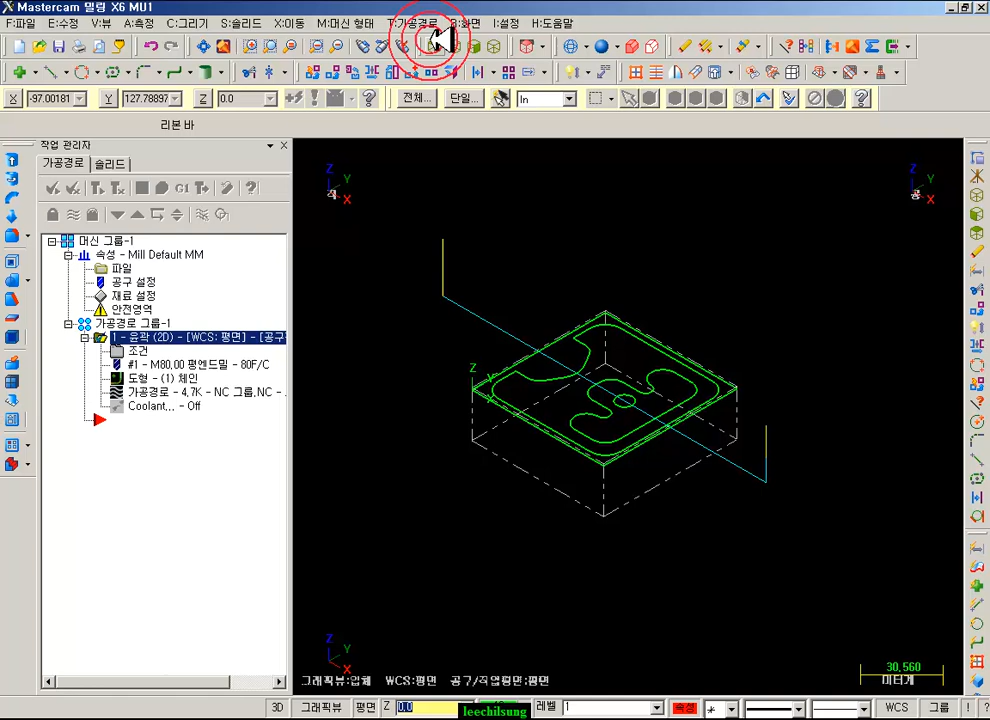 Mastercam 밀링 X6 MU1
F:파일 E:수정 V:뷰 A:측정 C:그리기 S:솔리드 X:이동 M:머신 형태 T:가공경로 R:화면 I:설정 H:도움말
X -97.00181 Y 127.78897 Z 0.0 전체... 단일... In
리본 바
작업 관리자
가공경로 솔리드
G1
머신 그룹-1
속성 - Mill Default MM
파일
공구 설정
재료 설정
안전영역
가공경로 그룹-1
1 - 윤곽 (2D) - [WCS: 평면] - [공구
조건
#1 - M80.00 평엔드밀 - 80F/C
도형 - (1) 체인
가공경로 - 4.7K - NC 그룹.NC -
Coolant... - Off
Z Y X
Z Y X
Z Y
Z Y X
그래픽뷰:입체 WCS:평면 공구/작업평면:평면
30.560
미터계
3D 그래픽뷰 평면 Z 0.0 레벨 1 속성 WCS 그룹 ! ?
leechilsung